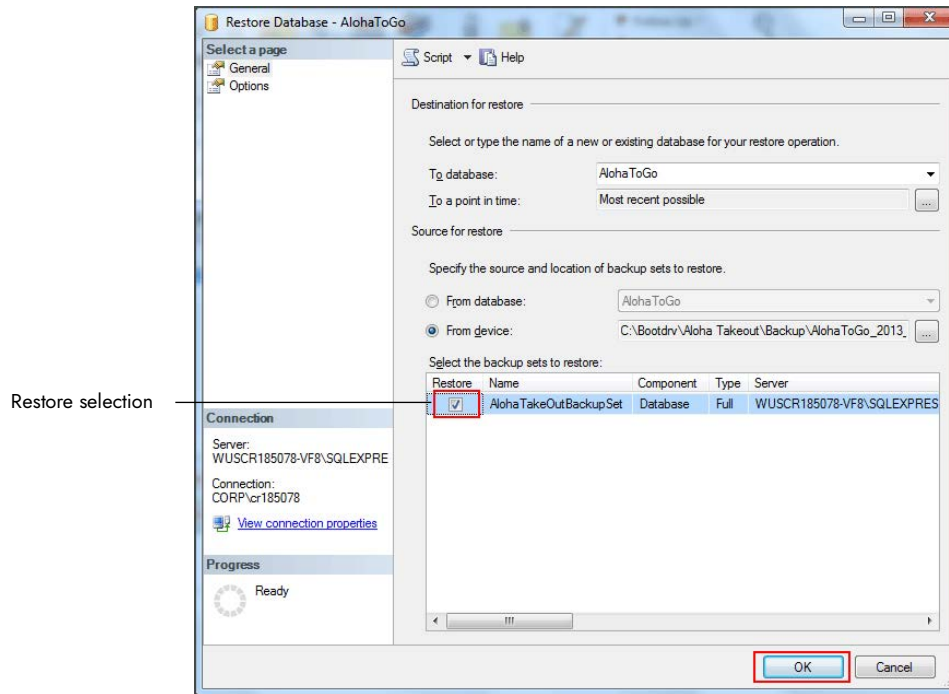 Restore Database - AlohaToGo
Select a page
General
Options
Script
Help
Destination for restore
Select or type the name of a new or existing database for your restore operation.
To database:
AlohaToGo
To a point in time:
Most recent possible
...
Source for restore
Specify the source and location of backup sets to restore.
From database:
AlohaToGo
From device:
C:\Bootdrv\Aloha Takeout\Backup\AlohaToGo_2013_
...
Select the backup sets to restore:
Restore Name Component Type Server
AlohaTakeOutBackupSet Database Full WUSCR185078-VF8\SQLEXPRES
Restore selection
Connection
Server:
WUSCR185078-VF8\SQLEXPRE
Connection:
CORP\cr185078
View connection properties
Progress
Ready
OK
Cancel